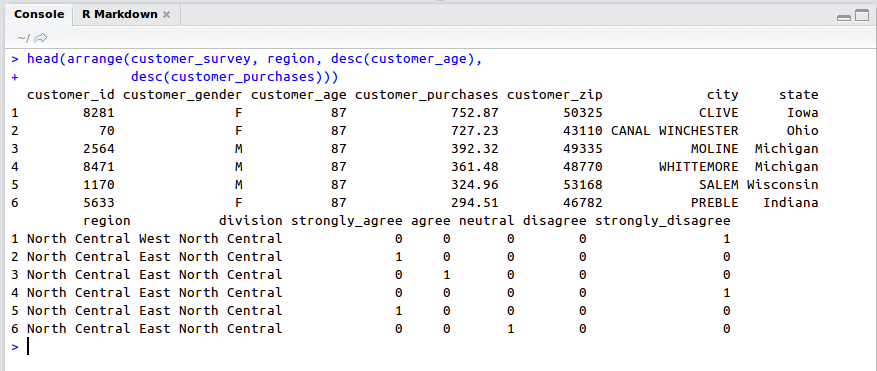 Console R Markdown ×
~/
> head(arrange(customer_survey, region, desc(customer_age),
+ desc(customer_purchases)))
customer_id customer_gender customer_age customer_purchases customer_zip city state
1 8281 F 87 752.87 50325 CLIVE Iowa
2 70 F 87 727.23 43110 CANAL WINCHESTER Ohio
3 2564 M 87 392.32 49335 MOLINE Michigan
4 8471 M 87 361.48 48770 WHITTEMORE Michigan
5 1170 M 87 324.96 53168 SALEM Wisconsin
6 5633 F 87 294.51 46782 PREBLE Indiana
region division strongly_agree agree neutral disagree strongly_disagree
1 North Central West North Central 0 0 0 0 1
2 North Central East North Central 1 0 0 0 0
3 North Central East North Central 0 1 0 0 0
4 North Central East North Central 0 0 0 0 1
5 North Central East North Central 1 0 0 0 0
6 North Central East North Central 0 0 1 0 0
>